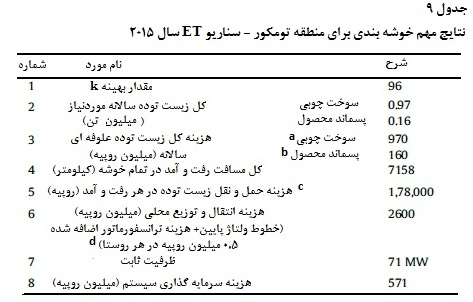 جدول ۹
نتایج مهم خوشه بندی برای منطقه تومکور - سناریو ET سال ۲۰۱۵
شماره نام مورد شرح
1 مقدار بهینه k 96
2 کل زیست توده سالانه موردنیاز سوخت چوبی 0.97
( میلیون تن) پسماند محصول 0.16
3 هزینه کل زیست توده علوفه ای سوخت چوبی a 970
سالانه (میلیون روپیه) پسماند محصول b 160
4 کل مسافت رفت و آمد در تمام خوشه (کیلومتر) 7158
5 هزینه حمل و نقل زیست توده در هر رفت و آمد (روپیه) c 1,78,000
6 هزینه انتقال و توزیع محلی (میلیون روپیه) 2600
(خطوط ولتاژ پایین+ هزینه ترانسفورماتور اضافه شده
۰.۵ میلیون روپیه در هر روستا) d
7 ظرفیت ثابت 71 MW
8 هزینه سرمایه گذاری سیستم (میلیون روپیه) 571